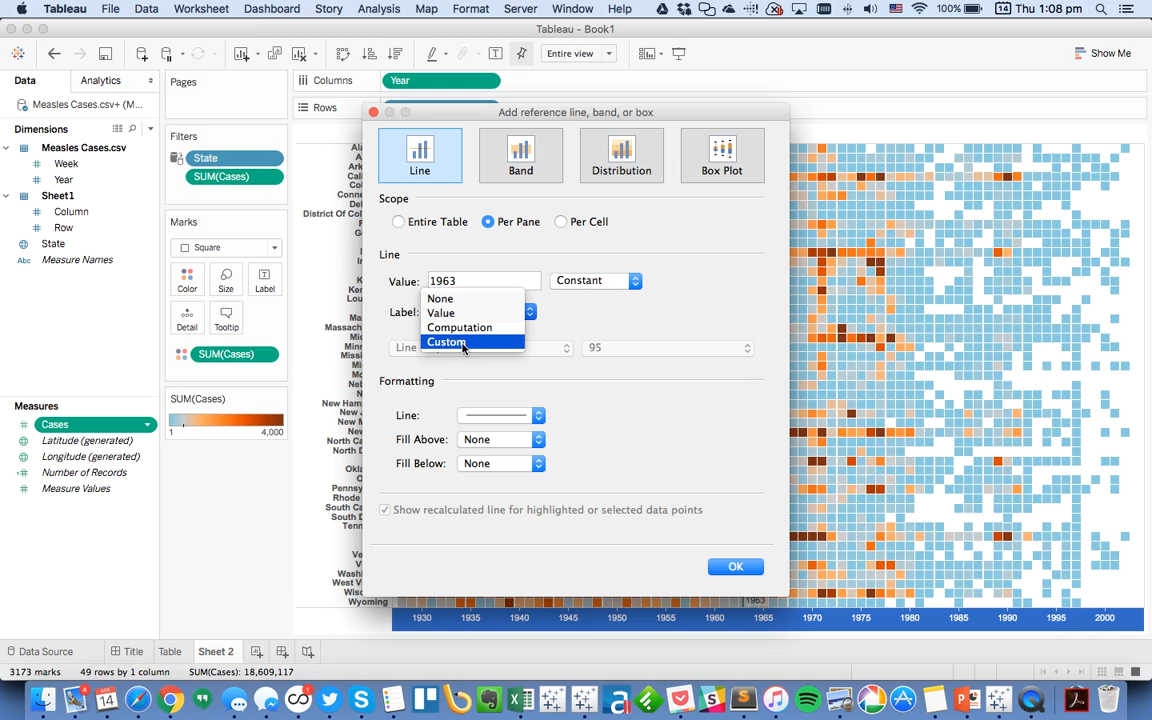 Tableau File Data Worksheet Dashboard Story Analysis Map Format Server Window Help 100% 14 Thu 1:08 pm
Tableau - Book1
Entire view Show Me
Data Analytics Pages Columns Year
Measles Cases.csv+ (M... Rows
Add reference line, band, or box
Dimensions
Measles Cases.csv
Week
Year
Sheet1
Column
Row
State
Abc Measure Names
Filters
State
SUM(Cases)
Marks
Square
Color Size Label
Detail Tooltip
SUM(Cases)
SUM(Cases)
1 4,000
Measures
Cases
Latitude (generated)
Longitude (generated)
Number of Records
Measure Values
District Of Col
Wyoming
Line Band Distribution Box Plot
Scope
Entire Table Per Pane Per Cell
Line
Value: 1963 Constant
Label:
None
Value
Computation
Custom
Line 95
Formatting
Line:
Fill Above: None
Fill Below: None
Show recalculated line for highlighted or selected data points
OK
1963
1930 1935 1940 1945 1950 1955 1960 1965 1970 1975 1980 1985 1990 1995 2000
Data Source Title Table Sheet 2
3173 marks 49 rows by 1 column SUM(Cases): 18,609,117